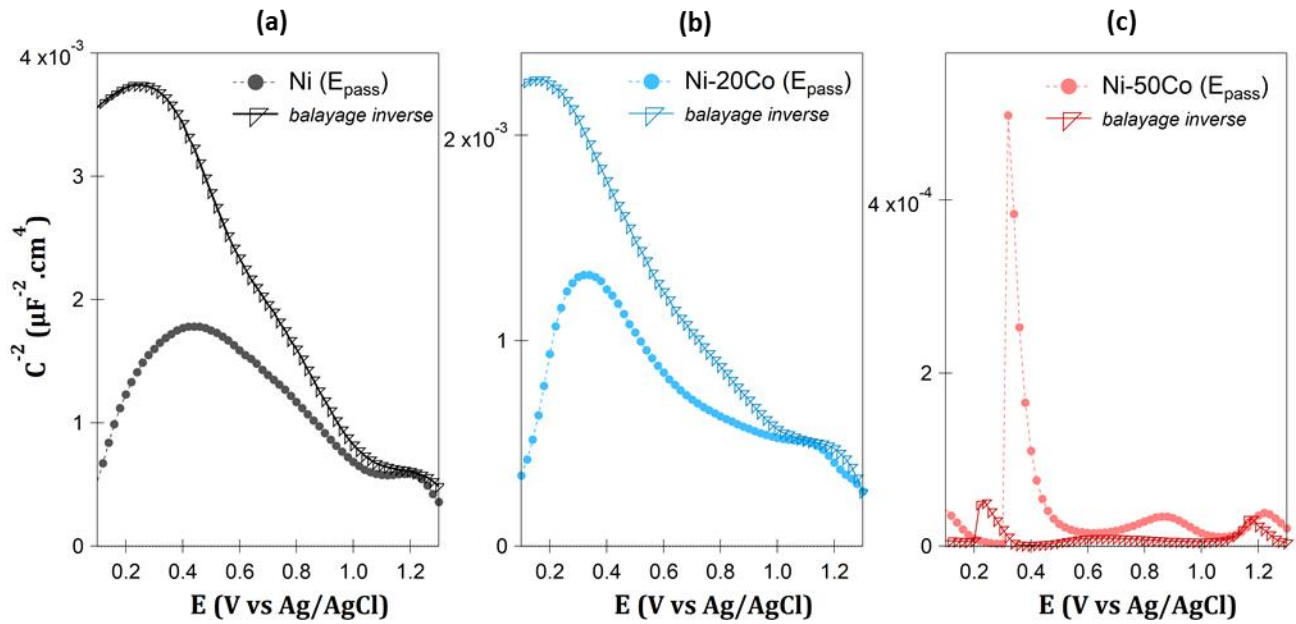 (a)
(b)
(c)
4 x10⁻³
Ni (E_pass)
balayage inverse
3
2
1
0
C⁻² (µF⁻² .cm⁴)
0.2 0.4 0.6 0.8 1.0 1.2
E (V vs Ag/AgCl)
Ni-20Co (E_pass)
balayage inverse
2 x10⁻³
1
0
0.2 0.4 0.6 0.8 1.0 1.2
E (V vs Ag/AgCl)
Ni-50Co (E_pass)
balayage inverse
4 x10⁻⁴
2
0
0.2 0.4 0.6 0.8 1.0 1.2
E (V vs Ag/AgCl)